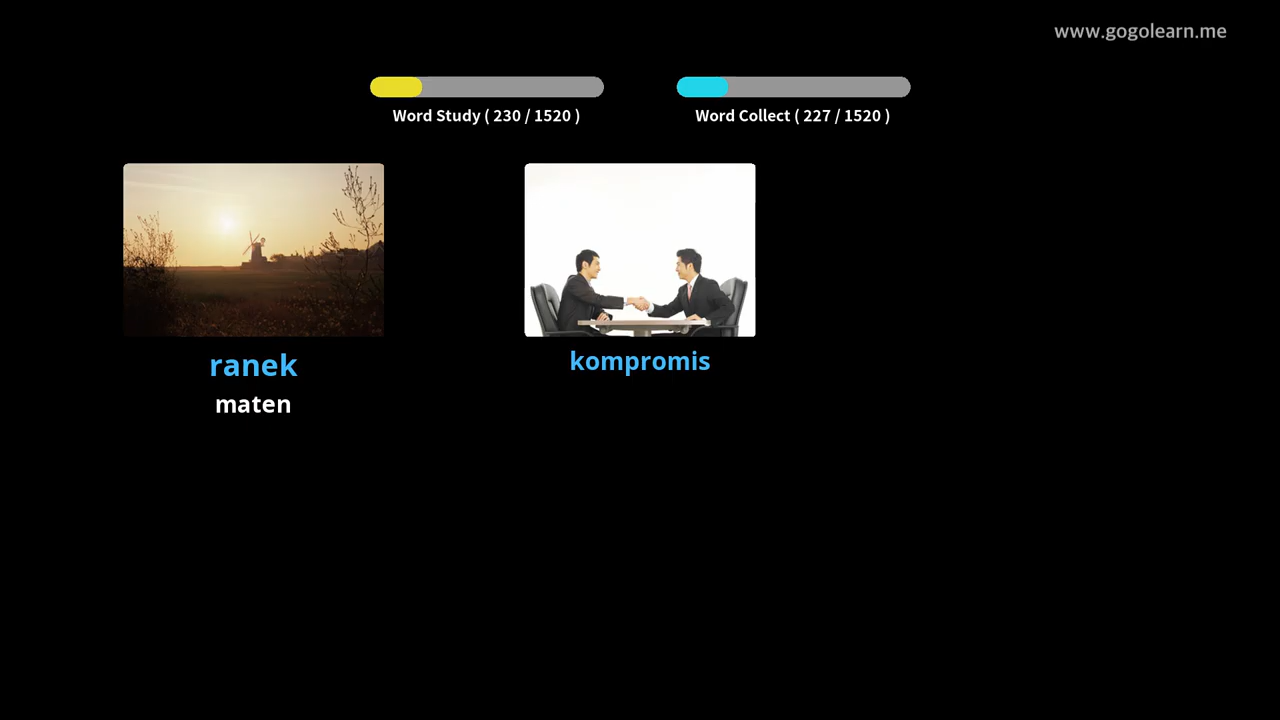 www.gogolearn.me
Word Study ( 230 / 1520 )
Word Collect ( 227 / 1520 )
ranek
maten
kompromis